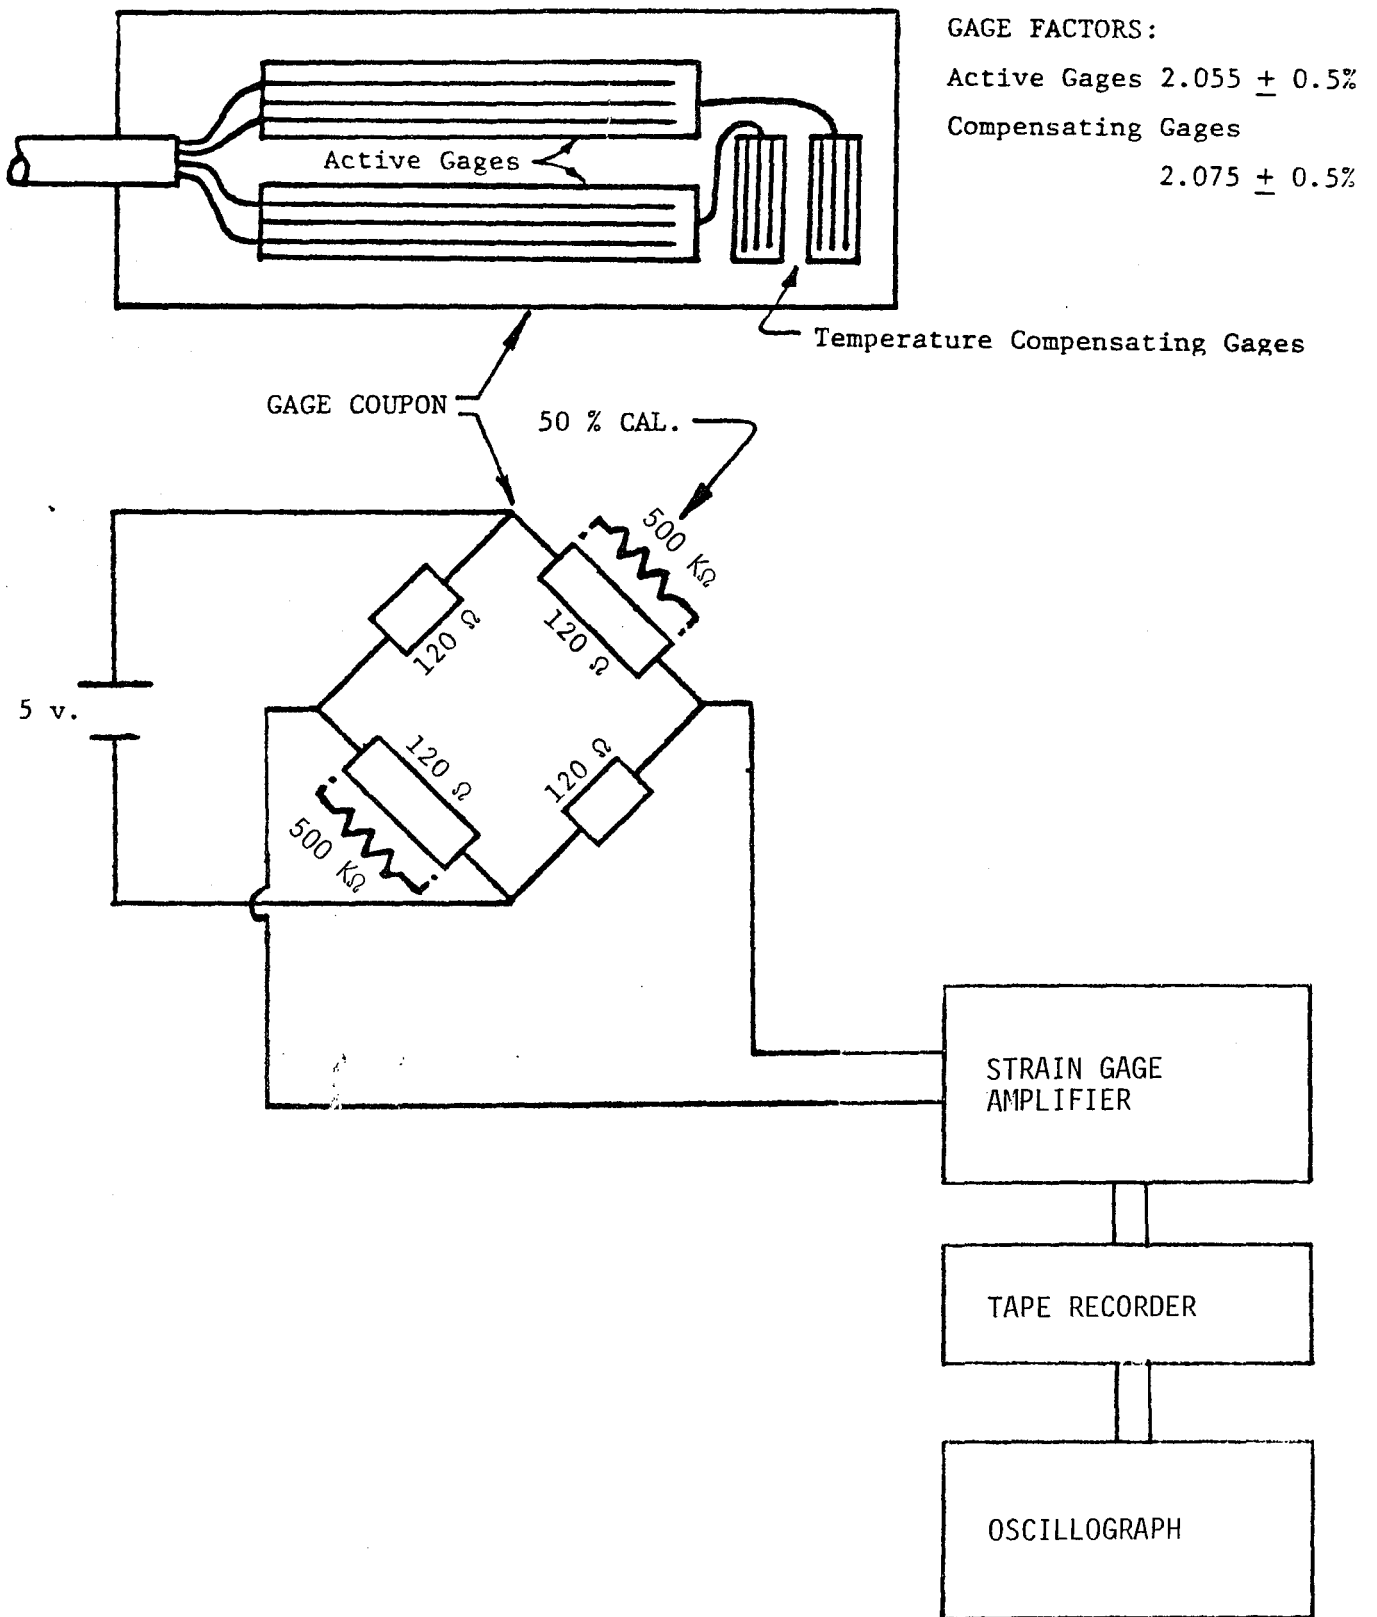 GAGE FACTORS:
Active Gages 2.055 ± 0.5%
Compensating Gages
2.075 ± 0.5%
Active Gages
Temperature Compensating Gages
GAGE COUPON
50 % CAL.
500 KΩ
120 Ω
120 Ω
5 v.
120 Ω
120 Ω
500 KΩ
STRAIN GAGE
AMPLIFIER
TAPE RECORDER
OSCILLOGRAPH